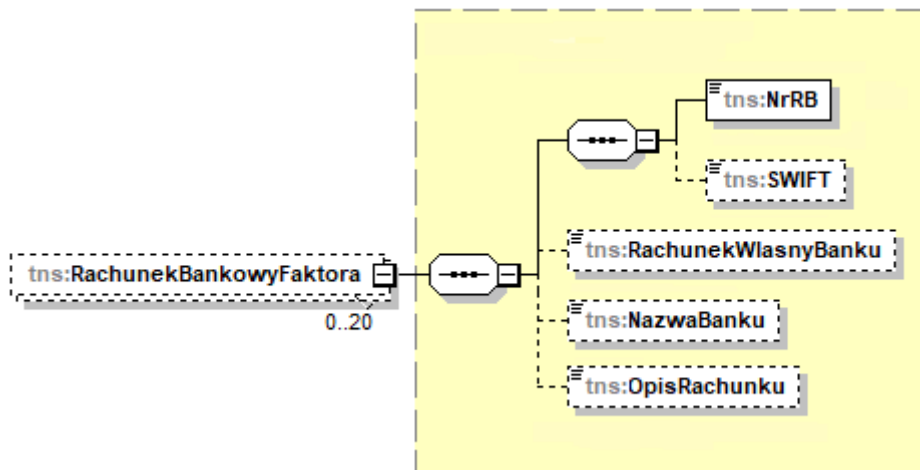 tns:NrRB
tns:SWIFT
tns:RachunekWlasnyBanku
tns:RachunekBankowyFaktora
0..20
tns:NazwaBanku
tns:OpisRachunku